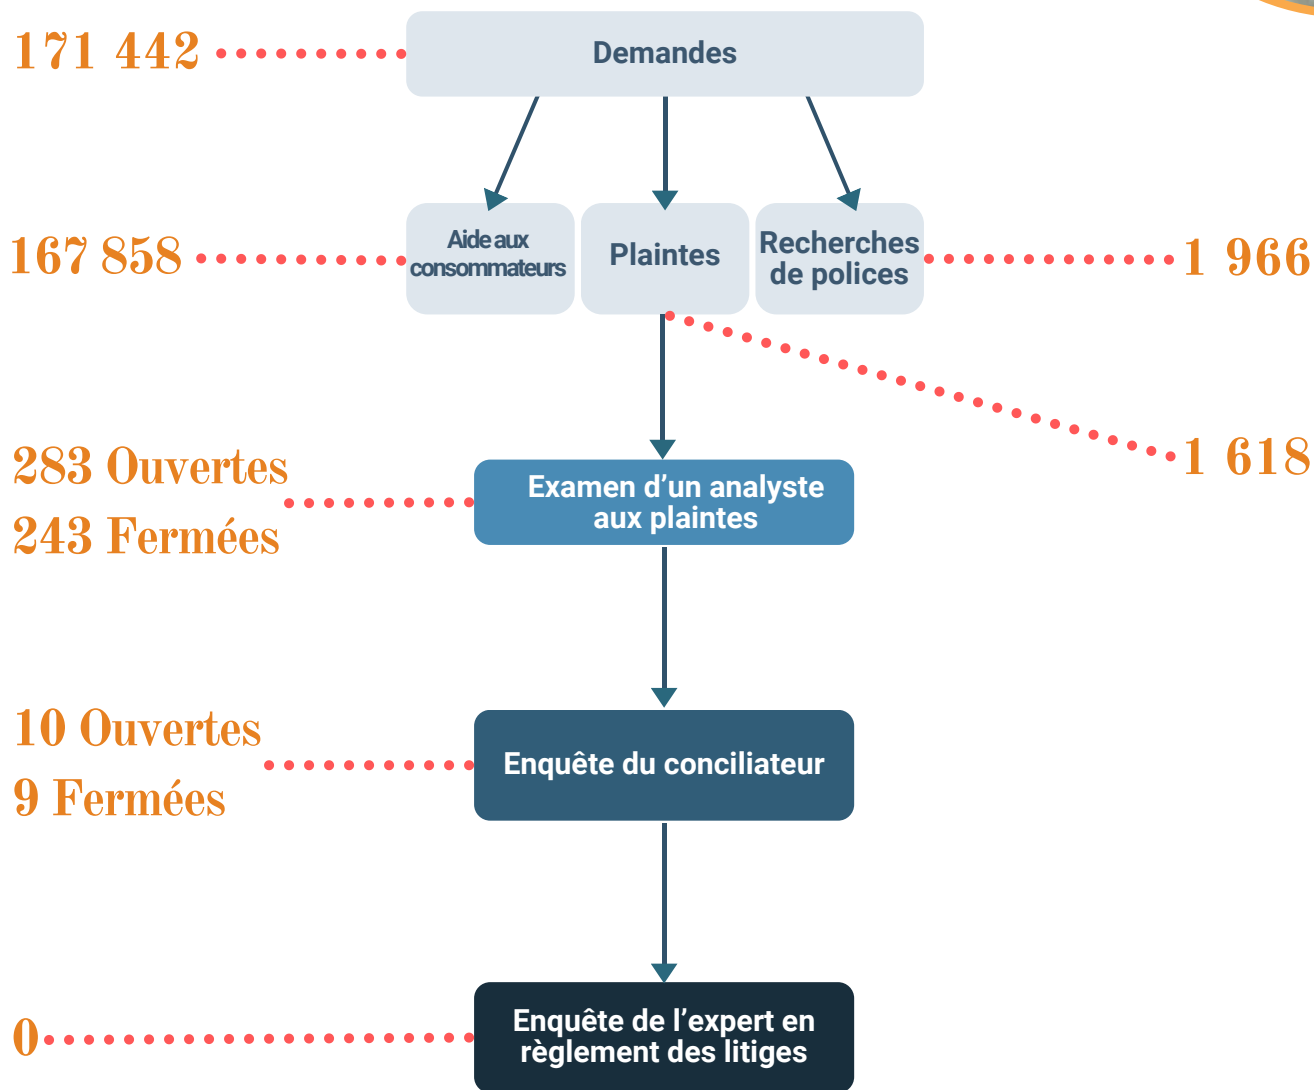 171 442
Demandes
167 858
Aide aux
consommateurs
Plaintes
Recherches
de polices
1 966
1 618
283 Ouvertes
243 Fermées
Examen d’un analyste
aux plaintes
10 Ouvertes
9 Fermées
Enquête du conciliateur
0
Enquête de l’expert en
règlement des litiges